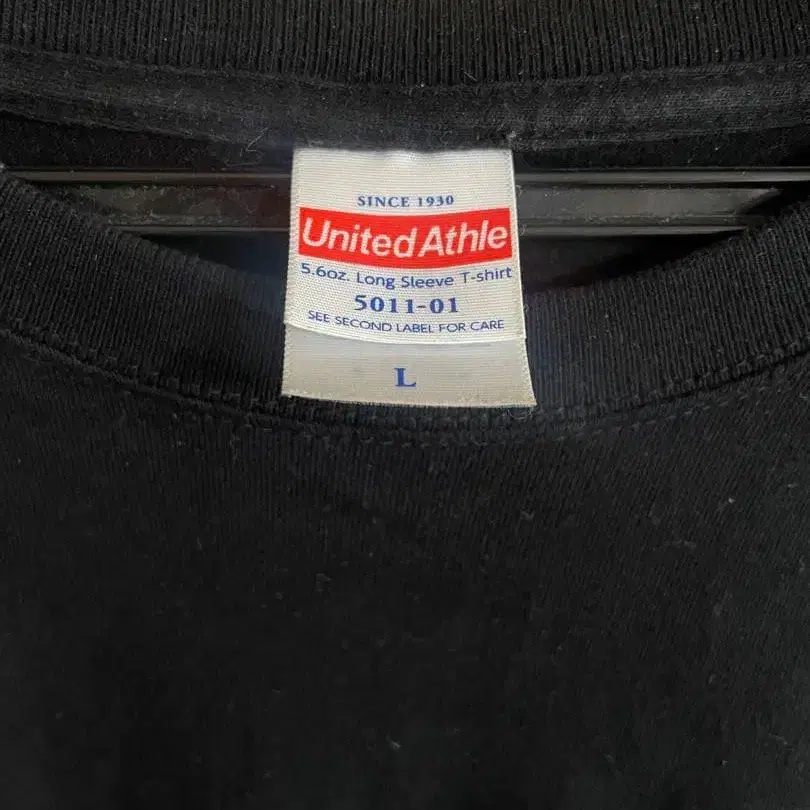 SINCE 1930
United Athle
5.6oz. Long Sleeve T-shirt
5011-01
SEE SECOND LABEL FOR CARE
L